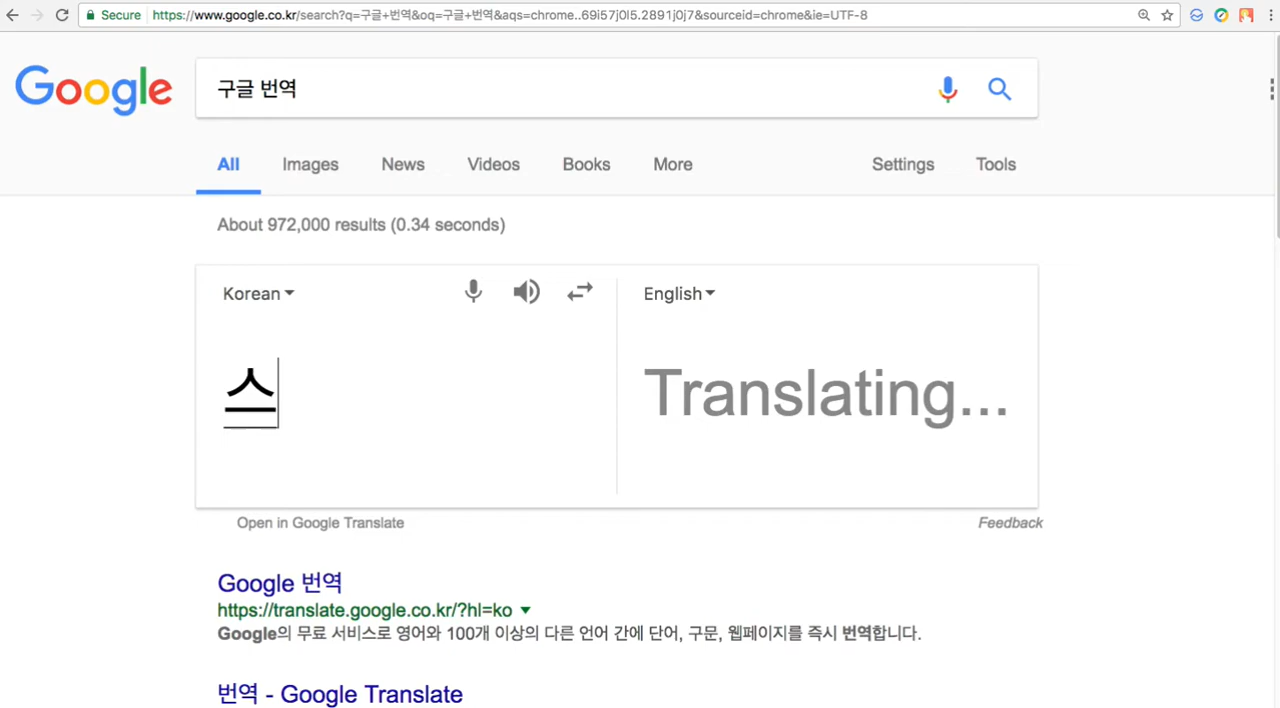 Secure https://www.google.co.kr/search?q=구글+번역&oq=구글+번역&aqs=chrome..69i57j0l5.2891j0j7&sourceid=chrome&ie=UTF-8
Google 구글 번역
All Images News Videos Books More Settings Tools
About 972,000 results (0.34 seconds)
Korean English
스 Translating...
Open in Google Translate Feedback
Google 번역
https://translate.google.co.kr/?hl=ko
Google의 무료 서비스로 영어와 100개 이상의 다른 언어 간에 단어, 구문, 웹페이지를 즉시 번역합니다.
번역 - Google Translate